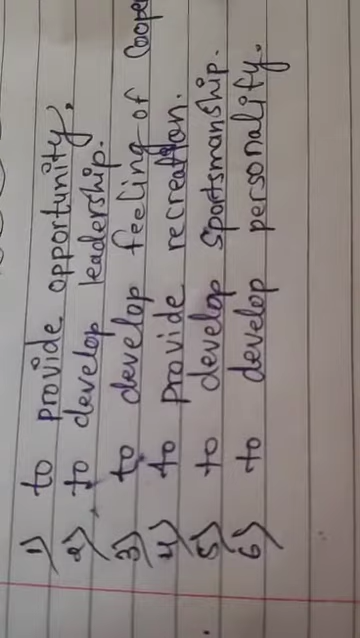 1) to provide opportunity,
2) to develop leadership.
3) to develop feeling of
4) to provide recreation.
5) to develop sportsmanship.
6) to develop personality.